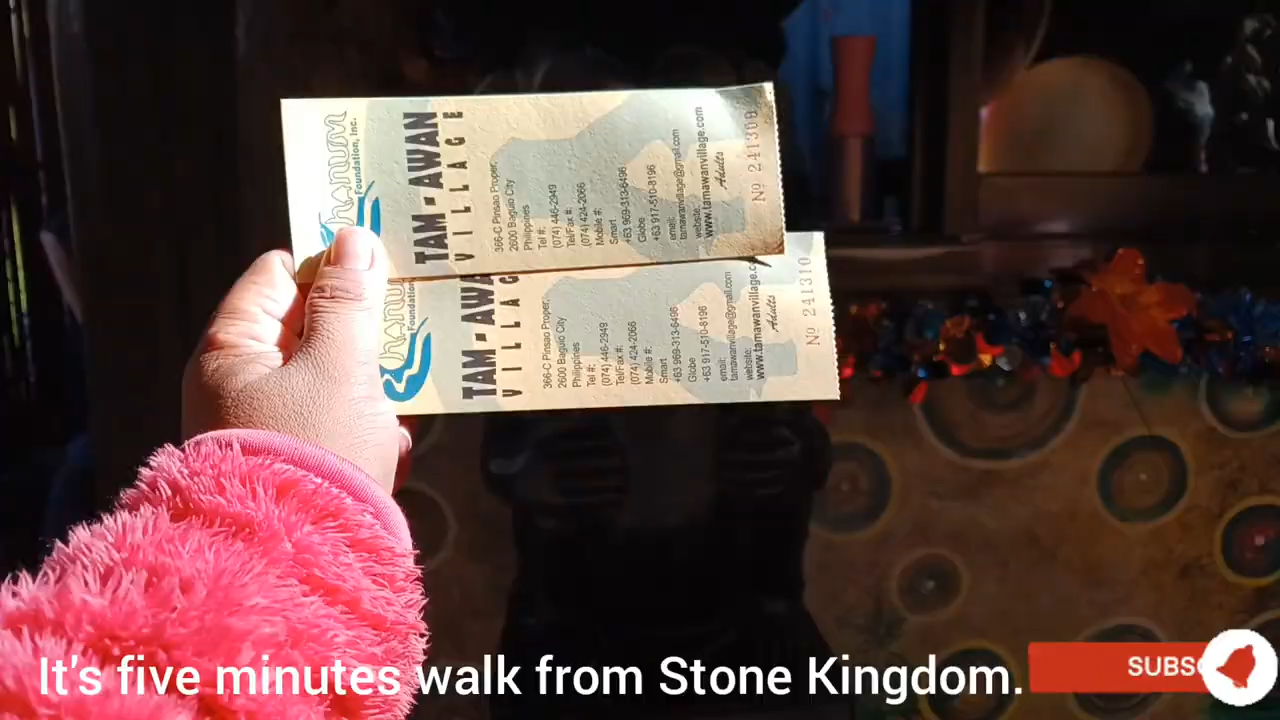 hanum
Foundation, Inc.
TAM-AWAN
VILLAGE
366-C Pinsao Proper,
2600 Baguio City
Philippines
Tel #:
(074) 446-2949
Tel/Fax #:
(074) 424-2066
Mobile #:
Smart
+63 969-313-6496
Globe
+63 917-510-8196
email:
tamawanvillage@gmail.com
website:
www.tamawanvillage.com
Adults
No 241309
Foundation
TAM-AWA
VILLAG
366-C Pinsao Proper,
2600 Baguio City
Philippines
Tel #:
(074) 446-2949
Tel/Fax #:
(074) 424-2066
Mobile #:
Smart
+63 969-313-6496
Globe
+63 917-510-8196
email:
tamawanvillage@gmail.com
website:
www.tamawanvillage.c
Adults
No 241310
It's five minutes walk from Stone Kingdom.
SUBS